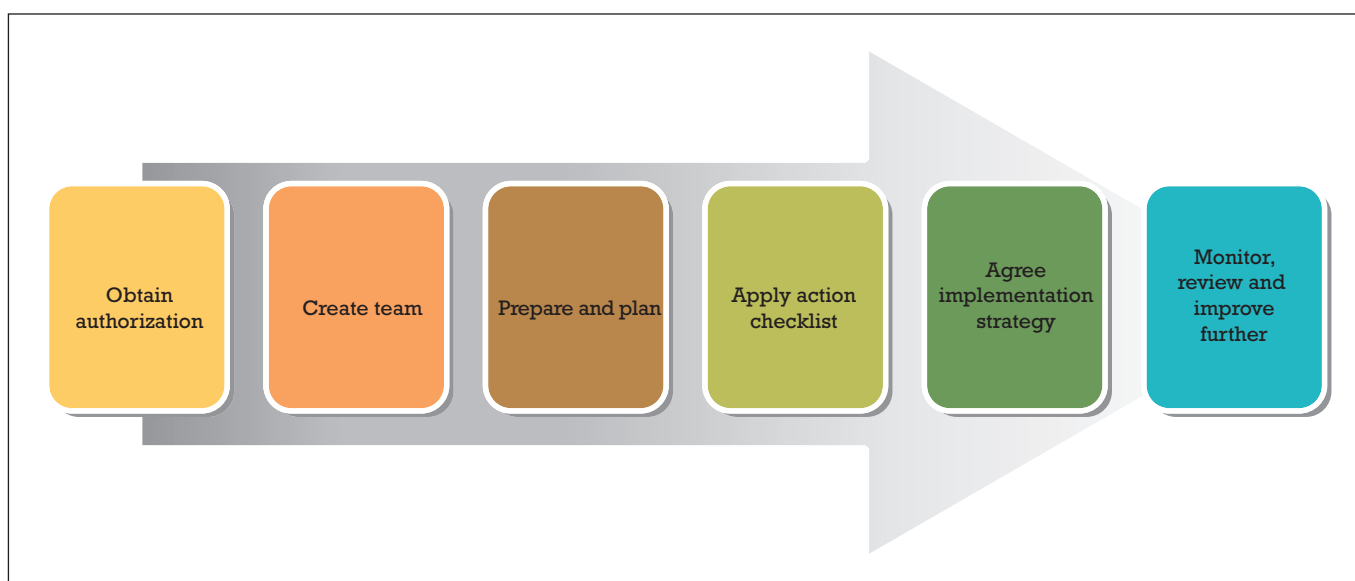 Obtain
authorization
Create team
Prepare and plan
Apply action
checklist
Agree
implementation
strategy
Monitor,
review and
improve
further